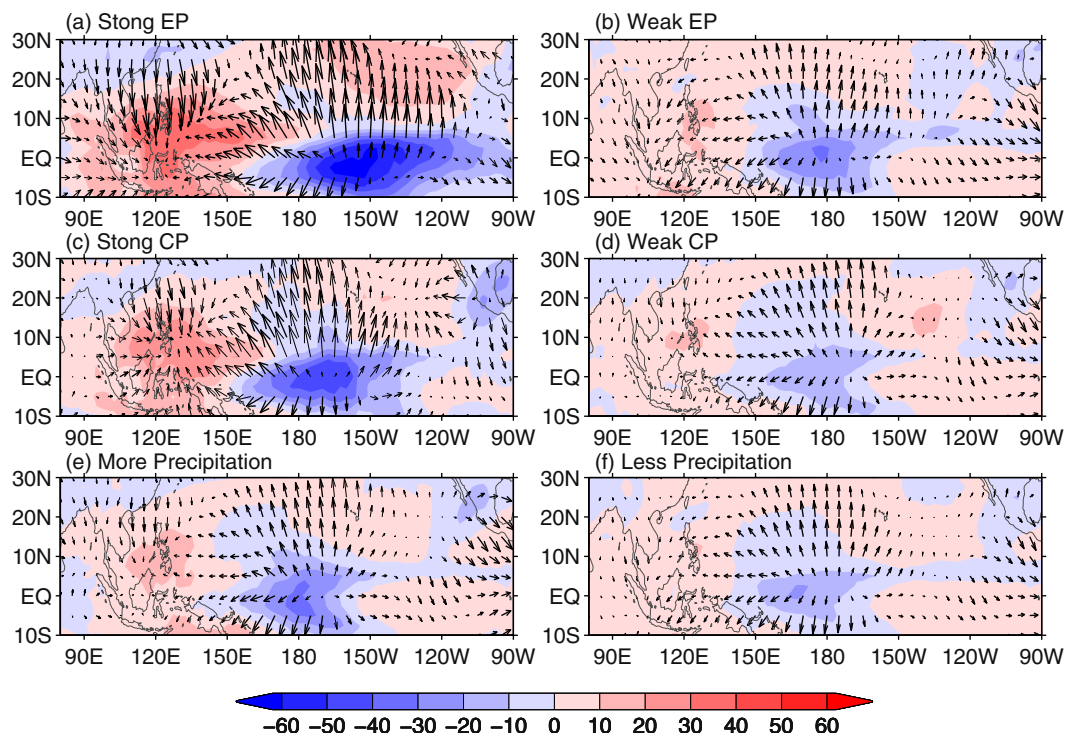 (a) Stong EP (b) Weak EP
30N 30N
20N 20N
10N 10N
EQ EQ
10S 10S
90E 120E 150E 180 150W 120W 90W 90E 120E 150E 180 150W 120W 90W
(c) Stong CP (d) Weak CP
30N 30N
20N 20N
10N 10N
EQ EQ
10S 10S
90E 120E 150E 180 150W 120W 90W 90E 120E 150E 180 150W 120W 90W
(e) More Precipitation (f) Less Precipitation
30N 30N
20N 20N
10N 10N
EQ EQ
10S 10S
90E 120E 150E 180 150W 120W 90W 90E 120E 150E 180 150W 120W 90W
−60 −50 −40 −30 −20 −10 0 10 20 30 40 50 60